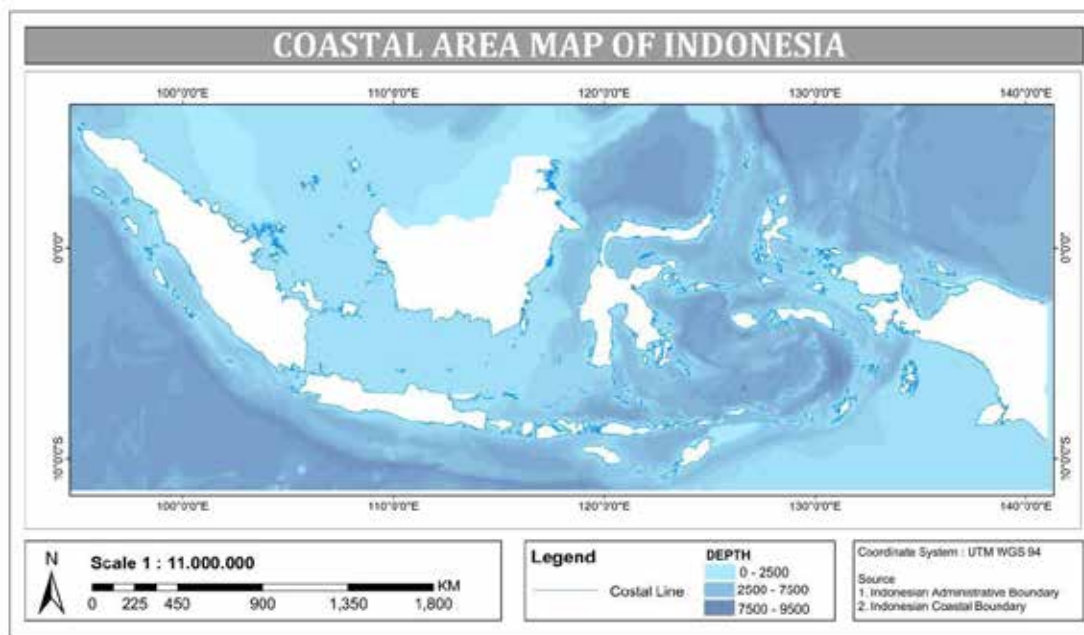 COASTAL AREA MAP OF INDONESIA
100°0'0"E 110°0'0"E 120°0'0"E 130°0'0"E 140°0'0"E
0°0'0"
0°0'0"
10°0'0"S
10°0'0"S
100°0'0"E 110°0'0"E 120°0'0"E 130°0'0"E 140°0'0"E
N
Scale 1 : 11.000.000
KM
0 225 450 900 1,350 1,800
Legend
Costal Line
DEPTH
0 - 2500
2500 - 7500
7500 - 9500
Coordinate System : UTM WGS 94
Source
1. Indonesian Administrative Boundary
2. Indonesian Coastal Boundary